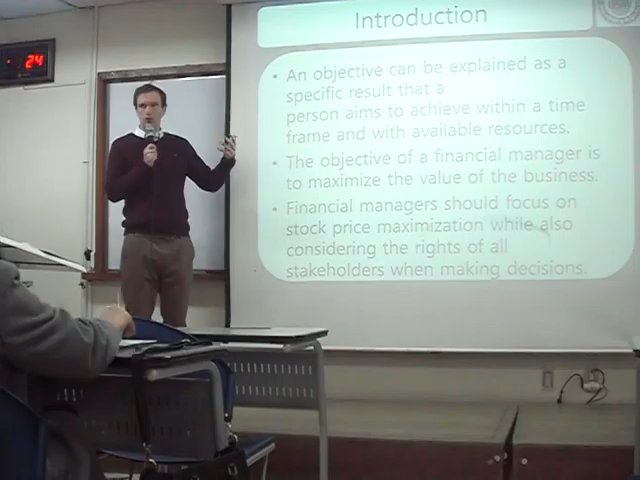 24
Introduction
• An objective can be explained as a
specific result that a
person aims to achieve within a time
frame and with available resources.
• The objective of a financial manager is
to maximize the value of the business.
• Financial managers should focus on
stock price maximization while also
considering the rights of all
stakeholders when making decisions.